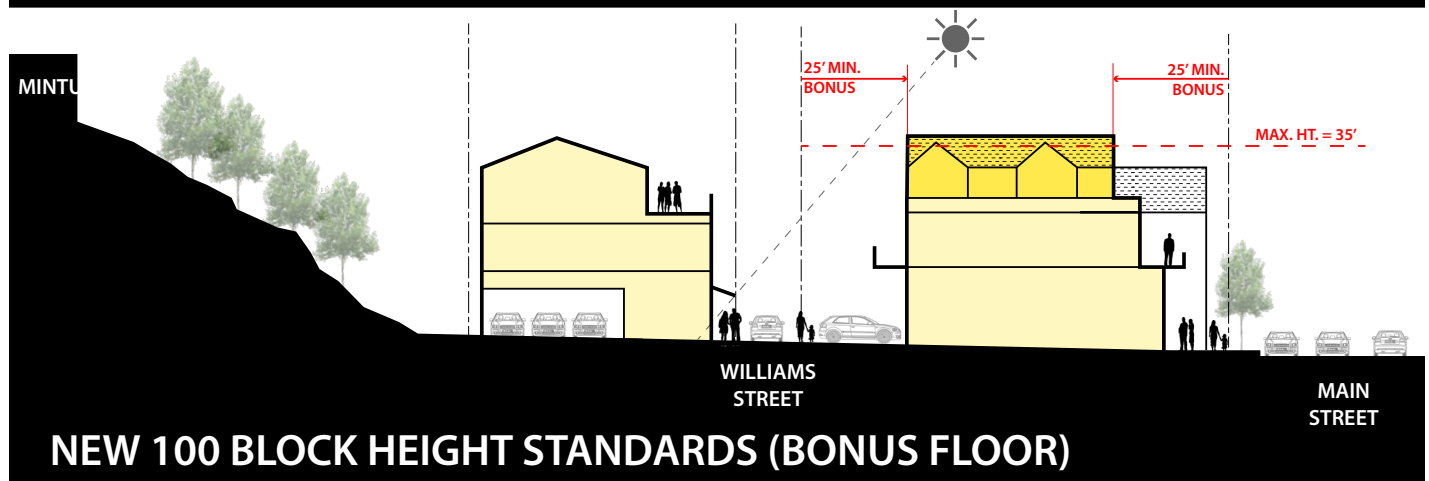 MINTU
25' MIN.
BONUS
25' MIN.
BONUS
MAX. HT. = 35'
WILLIAMS
STREET
MAIN
STREET
NEW 100 BLOCK HEIGHT STANDARDS (BONUS FLOOR)